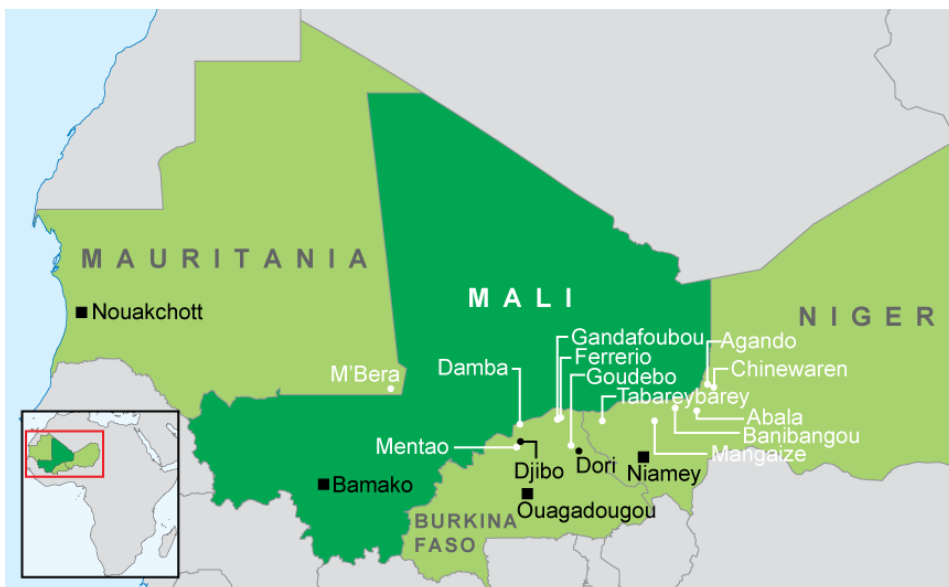 MAURITANIA
Nouakchott
MALI
NIGER
Gandafoubou
Agando
Ferrerio
M'Bera
Damba
Goudebo
Chinewaren
Tabareybarey
Abala
Mentao
Banibangou
Djibo
Dori
Niamey
Mangaize
Bamako
Ouagadougou
BURKINA
FASO